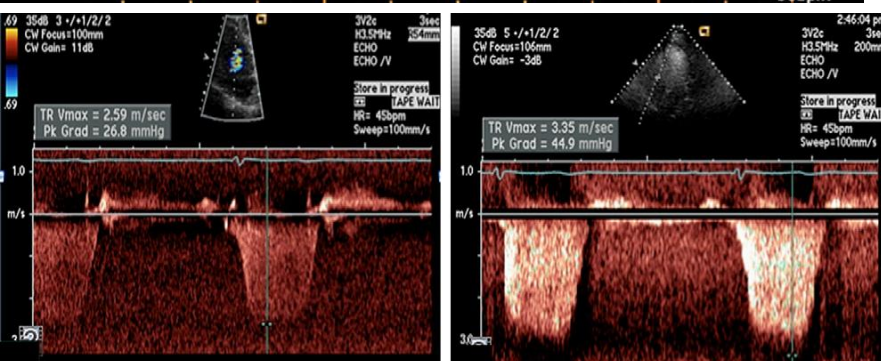 .69
35dB 3 •/+1/2/2
CW Focus=100mm
CW Gain= 11dB
.69
3V2c 3sec
H3.5MHz R54mm
ECHO
ECHO /V
Store in progress
TAPE WAIT
HR= 45bpm
Sweep=100mm/s
TR Vmax = 2.59 m/sec
Pk Grad = 26.8 mmHg
1.0
m/s
35dB 5 •/+1/2/2
CW Focus=106mm
CW Gain= -3dB
2:46:04 p
3V2c 3se
H3.5MHz 200m
ECHO
ECHO /V
Store in progress
TAPE WAI
HR= 45bpm
Sweep=100mm/s
TR Vmax = 3.35 m/sec
Pk Grad = 44.9 mmHg
1.0
m/s
3.0